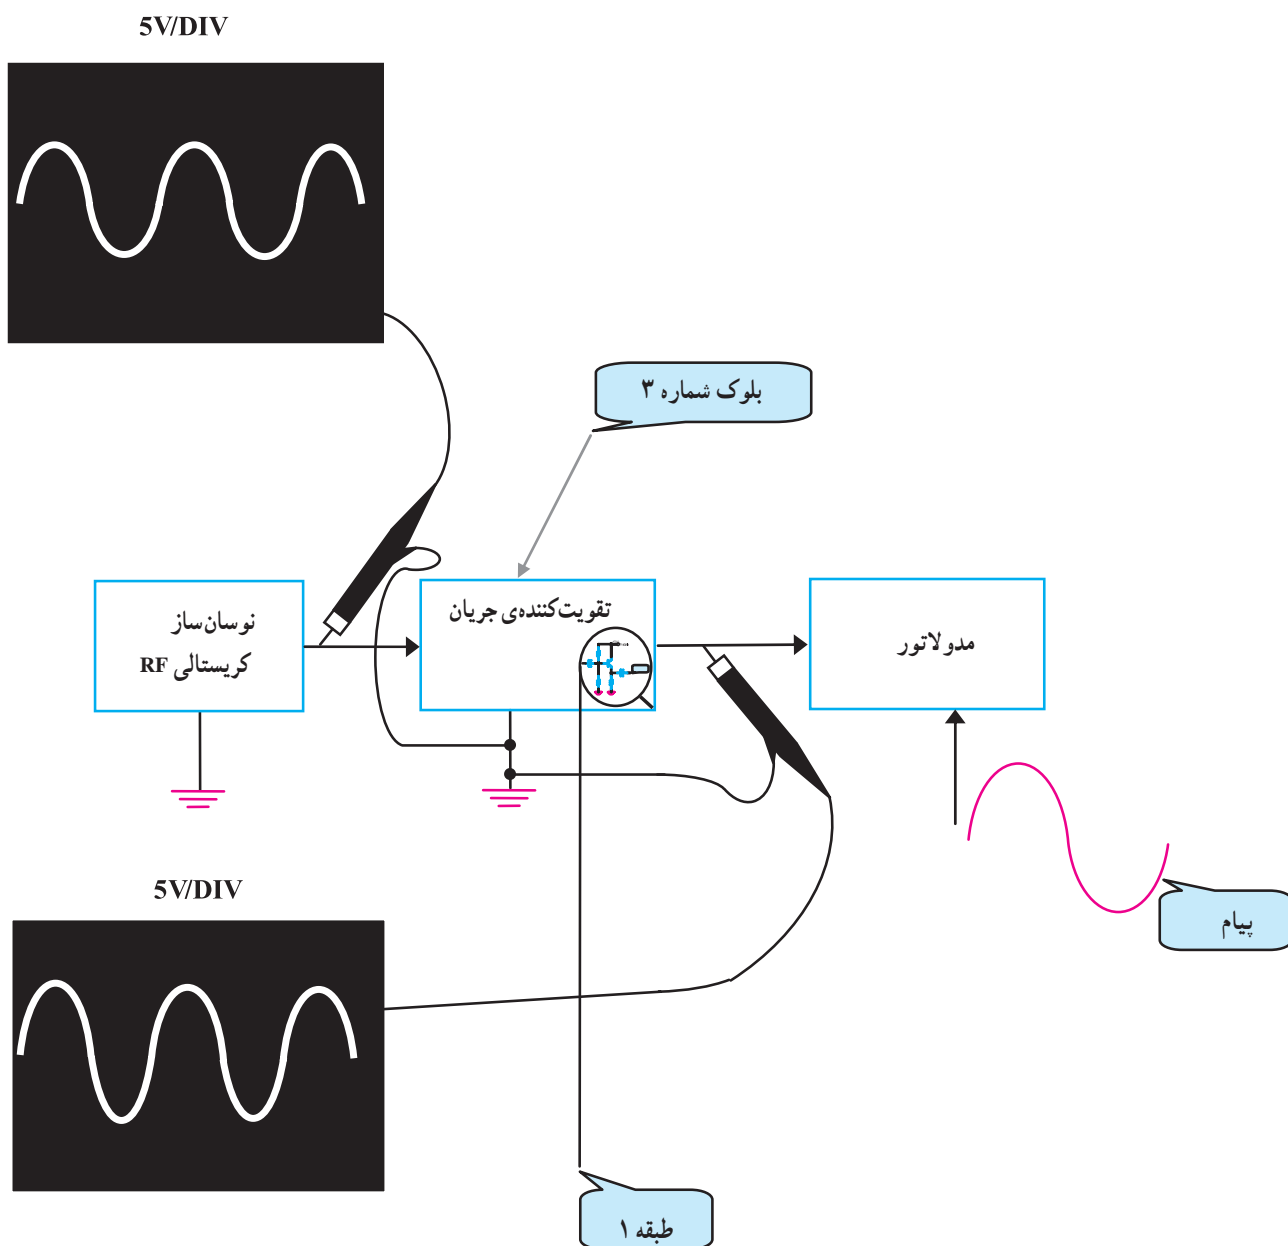 5V/DIV
بلوک شماره ۳
نوسان‌ساز
کریستالی RF
تقویت‌کننده‌ی جریان
مدولاتور
5V/DIV
پیام
طبقه ۱